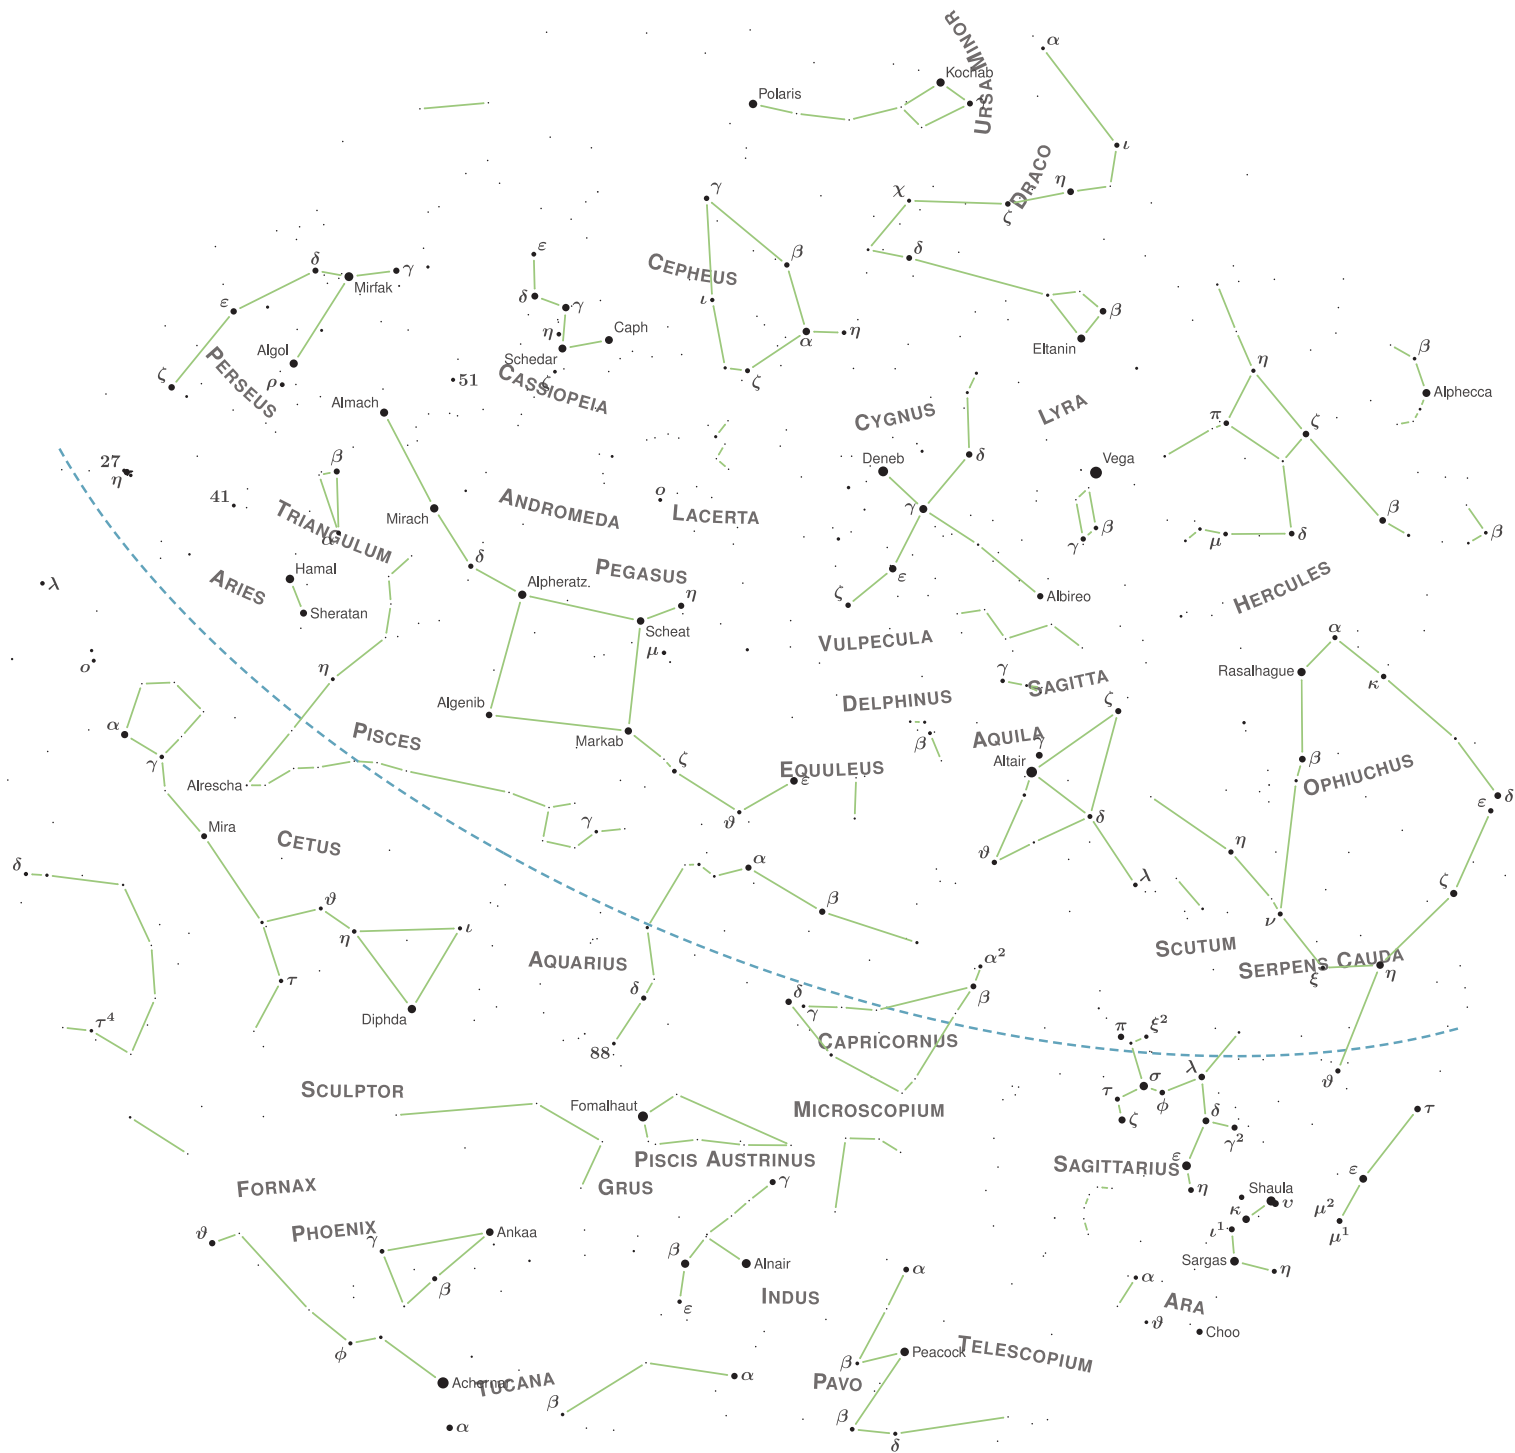 α
URSA MINOR
Kochab
Polaris
γ
ι
DRACO
η
χ
ζ
γ
ε
β
δ
CEPHEUS
δ
Mirfak
γ
ε
δ
γ
ι
β
η
Caph
α
η
Eltanin
β
Algol
Schedar
η
Alphecca
PERSEUS
ζ
ρ
51
ζ
CASSIOPEIA
ζ
Almach
CYGNUS
LYRA
π
ζ
27
η
β
Deneb
δ
Vega
41
ο
TRIANGULUM
α
Mirach
ANDROMEDA
LACERTA
γ
β
γ
μ
δ
β
β
δ
Hamal
ARIES
Alpheratz
PEGASUS
ε
HERCULES
λ
Sheratan
η
ζ
Albireo
Scheat
VULPECULA
α
ο
μ
γ
SAGITTA
Rasalhague
κ
η
Algenib
DELPHINUS
ζ
α
PISCES
Markab
β
AQUILA
γ
γ
Altair
β
OPHIUCHUS
Alrescha
ζ
EQUULEUS
ε
ε
δ
Mira
ϑ
γ
δ
CETUS
η
δ
α
ϑ
λ
ζ
ϑ
β
η
ι
ν
SCUTUM
AQUARIUS
α²
SERPENS CAUDA
τ
δ
δ
γ
β
ξ
η
Diphda
τ⁴
88
CAPRICORNUS
π
ξ²
λ
ϑ
SCULPTOR
τ
σ
ϕ
Fomalhaut
MICROSCOPIUM
ζ
δ
γ²
τ
PISCIS AUSTRINUS
SAGITTARIUS
ε
ε
FORNAX
GRUS
γ
η
Shaula
υ
κ
μ²
ϑ
PHOENIX
γ
Ankaa
ι¹
μ¹
β
Alnair
Sargas
η
β
α
α
INDUS
ε
ARA
ϑ
Choo
ϕ
β
Peacock
TELESCOPIUM
Achernar
TUCANA
α
PAVO
β
β
α
δ